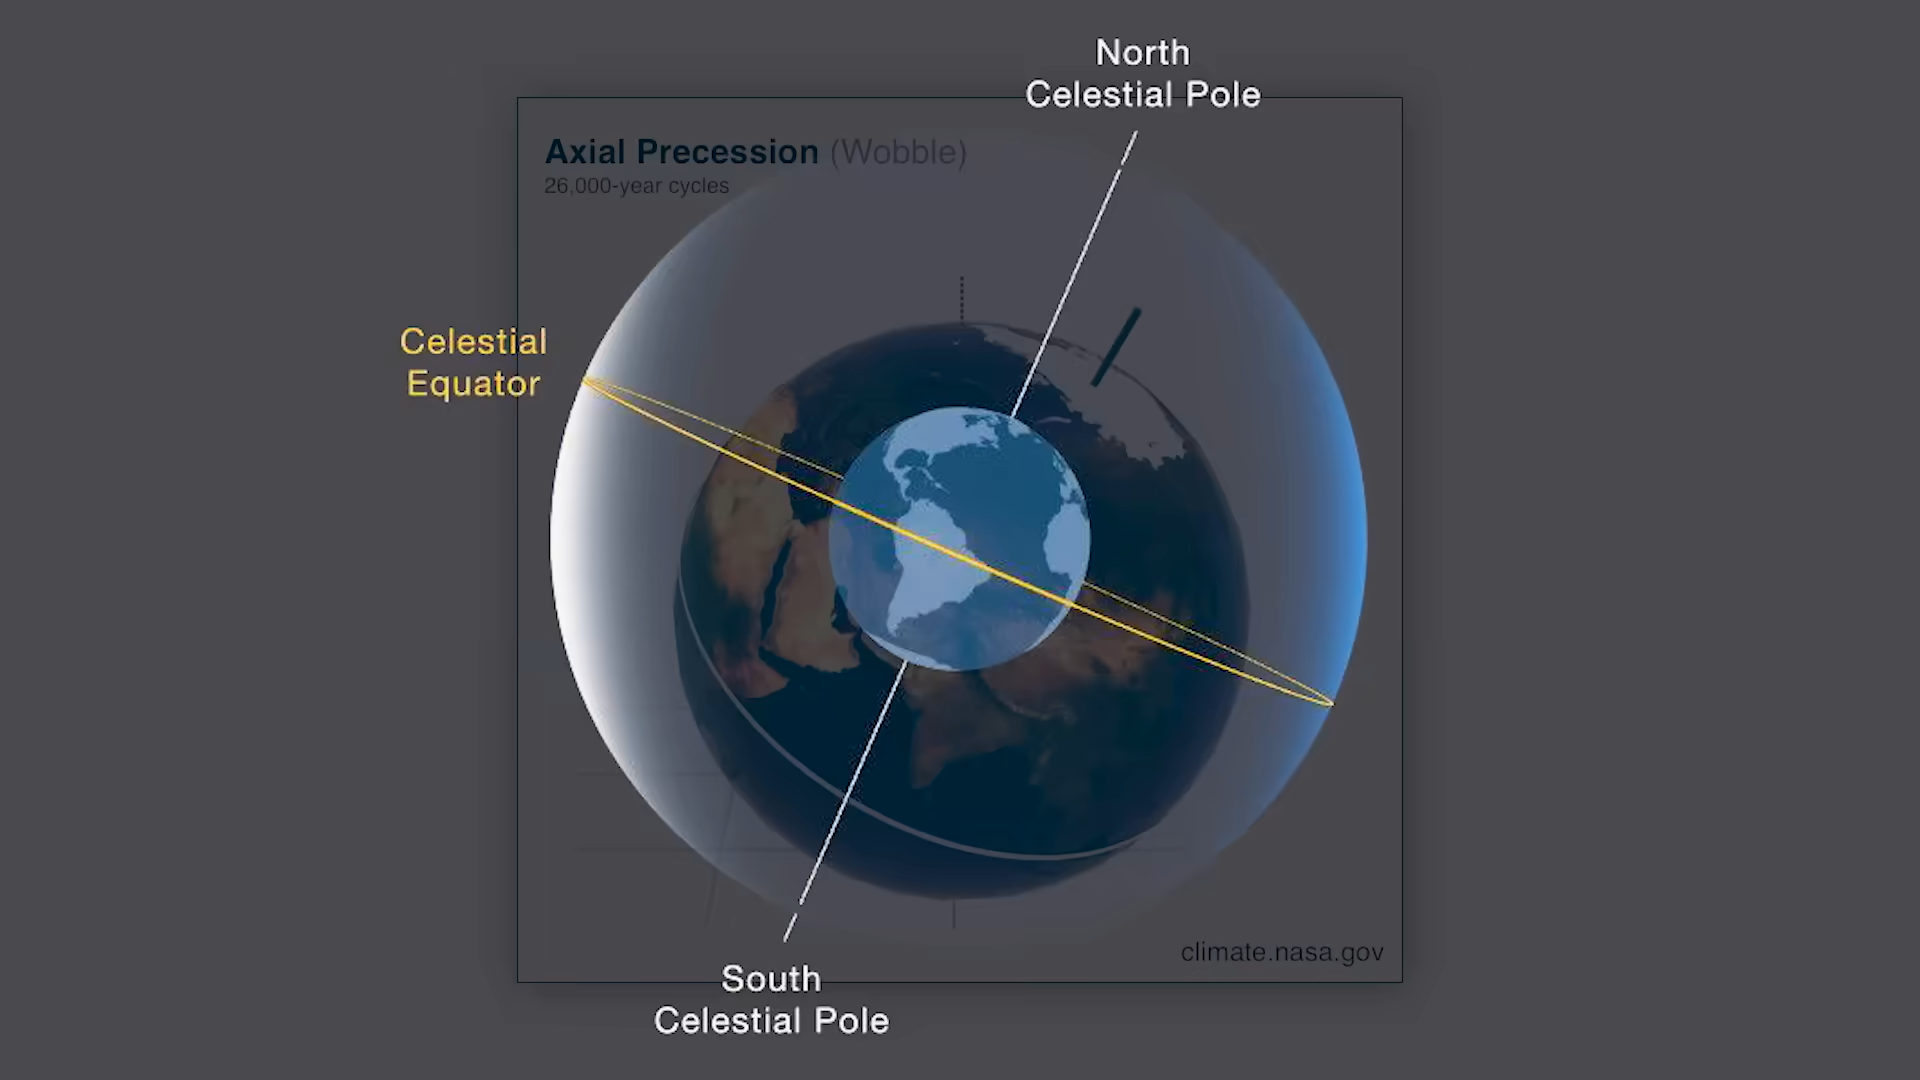 North
Celestial Pole
Axial Precession (Wobble)
26,000-year cycles
Celestial
Equator
climate.nasa.gov
South
Celestial Pole